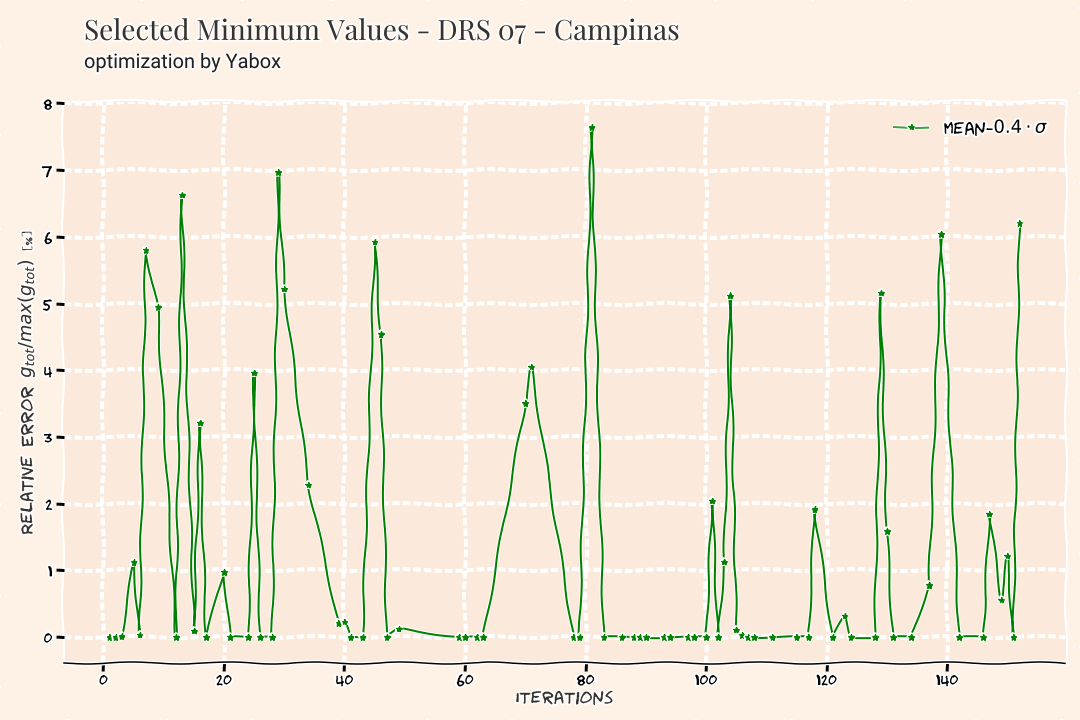 Selected Minimum Values - DRS 07 - Campinas
optimization by Yabox
8
7
6
5
4
3
2
1
0
RELATIVE ERROR g_tot/max(g_tot) [%]
MEAN-0.4 · σ
0 20 40 60 80 100 120 140
ITERATIONS